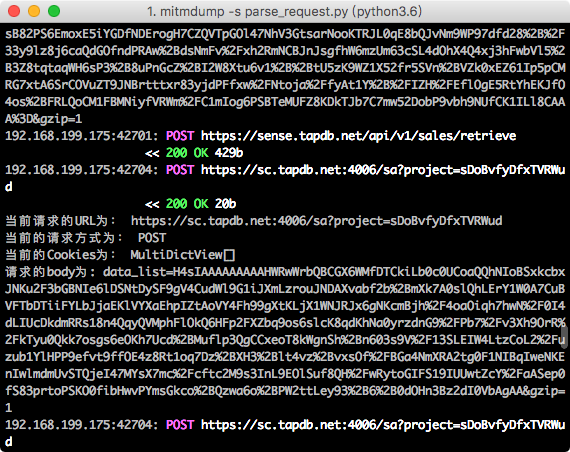 1. mitmdump -s parse_request.py (python3.6)
sB82PS6EmoxE5iYGDfNDErogH7CZQVTpGOl47NhV3GtsarNooKTRJL0qE8bQJvNm9WP97dfd28%2B%2F
33y9lz8j6caQdGOfndPRAw%2BdsNmFv%2Fxh2RmNCBJnJsgfhW6mzUm63cSL4dOhX4Q4xj3hFwbVl5%2
B3Z8tqtaqWH6sP3%2B8uPnGcZ%2BI2W8Xtu6v1%2B%2BtU5zK9WZ1X52fr5SVn%2BVZk0xEZ61Ip5pCM
RG7xtA6SrCOVuZT9JNBrtttxr83yjdPFfxw%2FNtoja%2FfyAt1Y%2B%2FIZH%2FEflOgE5RtYhEKJfO
4os%2BFRLQoCM1FBMNiyfVRWm%2FC1mIog6PSBTeMUFZ8KDkTJb7C7mw52DobP9vbh9NUfCK1ILl8CAA
A%3D&gzip=1
192.168.199.175:42701: POST https://sense.tapdb.net/api/v1/sales/retrieve
<< 200 OK 429b
192.168.199.175:42704: POST https://sc.tapdb.net:4006/sa?project=sDoBvfyDfxTVRWu
d
<< 200 OK 20b
当前请求的URL为： https://sc.tapdb.net:4006/sa?project=sDoBvfyDfxTVRWud
当前的请求方式为： POST
当前的Cookies为： MultiDictView[]
请求的body为：data_list=H4sIAAAAAAAAAHWRwWrbQBCGX6WMfDTCkiLb0c0UCoaQQhNIoBSxkcbx
JNKu2F3bGBNIe6lDSNtDySF9gV4CudWl9G1iJXmLzrouJNDAXvabf2b%2BmXk7A0slQhLErY1W0A7CuB
VFTbDTiiFYLbJjaEKlVYXaEhpIZtAoVY4Fh99gXtKLjX1WNJRJx6gNKcmBjh%2F4oaOiqh7hwN%2F0I4
dLIUcDkdmRRs18n4QqyQVMphFlOkQ6HFp2FXZbq9os6slcK8qdKhNa0yrzdnG9%2FPb7%2Fv3Xh9OrR%
2FkTyu0Qkk7osgs6eOKh7Ucd%2BMuflp3QgCCxeoT8kWgnSh%2Bn603s9V%2F13SLEIW4LtzCoL2%2Fu
zub1YlHPP9efvt9ffOE4z8Rt1oq7Dz%2BXH3%2Blt4vz%2BvxsOf%2FBGa4NmXRA2tg0F1NIBqIweNKE
nIwlmdmUvSTQjeI47MYsX7mc%2Fcftc2M9s3InL9EOlSuf8QH%2FwRytoGIFS19IUUwtZcY%2FaASep0
fS83prtoPSKO0fibHwvPYmsGkco%2BQzwa6o%2BPW2ttLey93%2B6%2B0dOHn3Bz2dI0VbAgAA&gzip=
1
192.168.199.175:42704: POST https://sc.tapdb.net:4006/sa?project=sDoBvfyDfxTVRWu
d